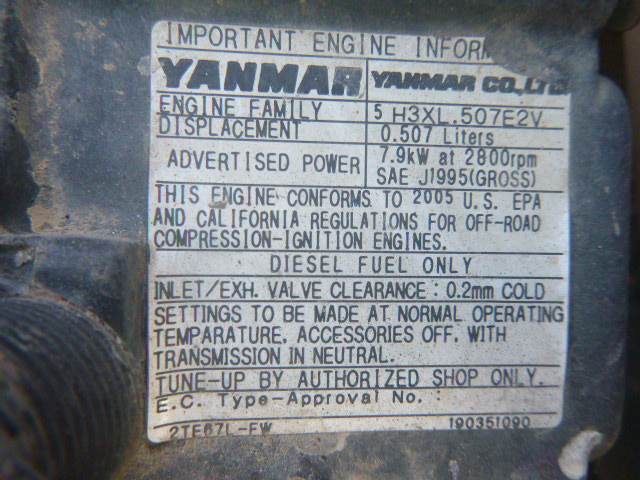 IMPORTANT ENGINE
YANMAR YANMAR CO.,LTD.
ENGINE FAMILY 5 H3XL.507E2V
DISPLACEMENT 0.507 Liters
ADVERTISED POWER 7.9kW at 2800rpm
SAE J1995(GROSS)
THIS ENGINE CONFORMS TO 2005 U.S. EPA
AND CALIFORNIA REGULATIONS FOR OFF-ROAD
COMPRESSION-IGNITION ENGINES.
DIESEL FUEL ONLY
INLET/EXH. VALVE CLEARANCE : 0.2mm COLD
SETTINGS TO BE MADE AT NORMAL OPERATING
TEMPARATURE. ACCESSORIES OFF. WITH
TRANSMISSION IN NEUTRAL.
TUNE-UP BY AUTHORIZED SHOP ONLY.
E.C. Type-Approval No. :
2TE67L-FW 190351090